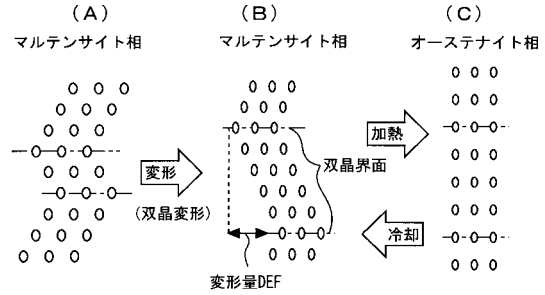 （A）
マルテンサイト相
（B）
マルテンサイト相
（C）
オーステナイト相
変形
(双晶変形)
加熱
双晶界面
冷却
変形量DEF